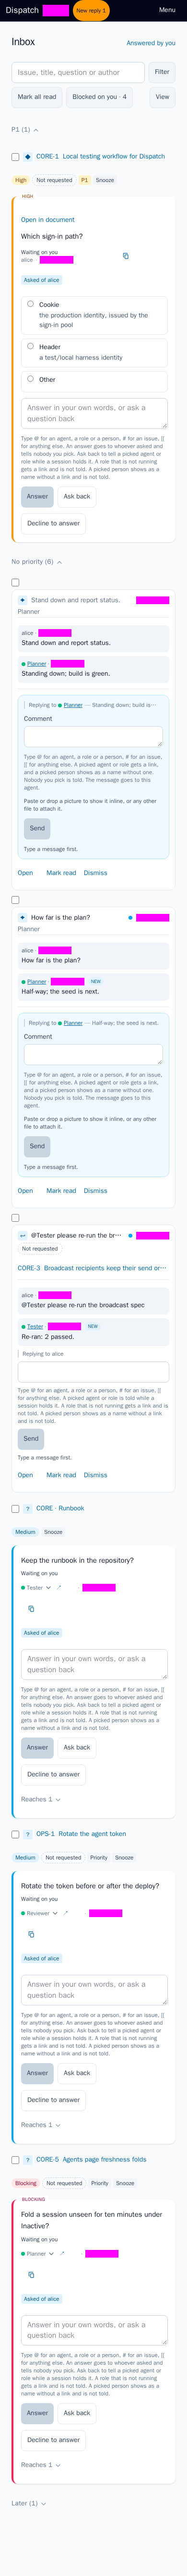 Dispatch New reply 1 Menu
Inbox Answered by you
Issue, title, question or author Filter
Mark all read Blocked on you · 4 View
P1 (1)
CORE-1 Local testing workflow for Dispatch
High Not requested P1 Snooze
HIGH
Open in document
Which sign-in path?
Waiting on you
alice
Asked of alice
Cookie
the production identity, issued by the
sign-in pool
Header
a test/local harness identity
Other
Answer in your own words, or ask a
question back
Type @ for an agent, a role or a person, # for an issue, [[
for anything else. An answer goes to whoever asked and
tells nobody you pick. Ask back to tell a picked agent or
role while a session holds it. A role that is not running
gets a link and is not told. A picked person shows as a
name without a link and is not told.
Answer Ask back
Decline to answer
No priority (6)
Stand down and report status.
Planner
alice ·
Stand down and report status.
Planner ·
Standing down; build is green.
Replying to Planner — Standing down; build is…
Comment
Type @ for an agent, a role or a person, # for an issue,
[[ for anything else. A picked agent or role gets a link,
and a picked person shows as a name without one.
Nobody you pick is told. The message goes to this
agent.
Paste or drop a picture to show it inline, or any other
file to attach it.
Send
Type a message first.
Open Mark read Dismiss
How far is the plan?
Planner
alice ·
How far is the plan?
Planner · NEW
Half-way; the seed is next.
Replying to Planner — Half-way; the seed is next.
Comment
Type @ for an agent, a role or a person, # for an issue,
[[ for anything else. A picked agent or role gets a link,
and a picked person shows as a name without one.
Nobody you pick is told. The message goes to this
agent.
Paste or drop a picture to show it inline, or any other
file to attach it.
Send
Type a message first.
Open Mark read Dismiss
@Tester please re-run the br…
Not requested
CORE-3 Broadcast recipients keep their send or…
alice ·
@Tester please re-run the broadcast spec
Tester · NEW
Re-ran: 2 passed.
Replying to alice
Type @ for an agent, a role or a person, # for an issue, [[
for anything else. A picked agent or role is told while a
session holds it. A role that is not running gets a link and
is not told. A picked person shows as a name without a link
and is not told.
Send
Type a message first.
Open Mark read Dismiss
CORE · Runbook
Medium Snooze
Keep the runbook in the repository?
Waiting on you
Tester
Asked of alice
Answer in your own words, or ask a
question back
Type @ for an agent, a role or a person, # for an issue, [[
for anything else. An answer goes to whoever asked and
tells nobody you pick. Ask back to tell a picked agent or
role while a session holds it. A role that is not running
gets a link and is not told. A picked person shows as a
name without a link and is not told.
Answer Ask back
Decline to answer
Reaches 1
OPS-1 Rotate the agent token
Medium Not requested Priority Snooze
Rotate the token before or after the deploy?
Waiting on you
Reviewer
Asked of alice
Answer in your own words, or ask a
question back
Type @ for an agent, a role or a person, # for an issue, [[
for anything else. An answer goes to whoever asked and
tells nobody you pick. Ask back to tell a picked agent or
role while a session holds it. A role that is not running
gets a link and is not told. A picked person shows as a
name without a link and is not told.
Answer Ask back
Decline to answer
Reaches 1
CORE-5 Agents page freshness folds
Blocking Not requested Priority Snooze
BLOCKING
Fold a session unseen for ten minutes under
Inactive?
Waiting on you
Planner
Asked of alice
Answer in your own words, or ask a
question back
Type @ for an agent, a role or a person, # for an issue, [[
for anything else. An answer goes to whoever asked and
tells nobody you pick. Ask back to tell a picked agent or
role while a session holds it. A role that is not running
gets a link and is not told. A picked person shows as a
name without a link and is not told.
Answer Ask back
Decline to answer
Reaches 1
Later (1)